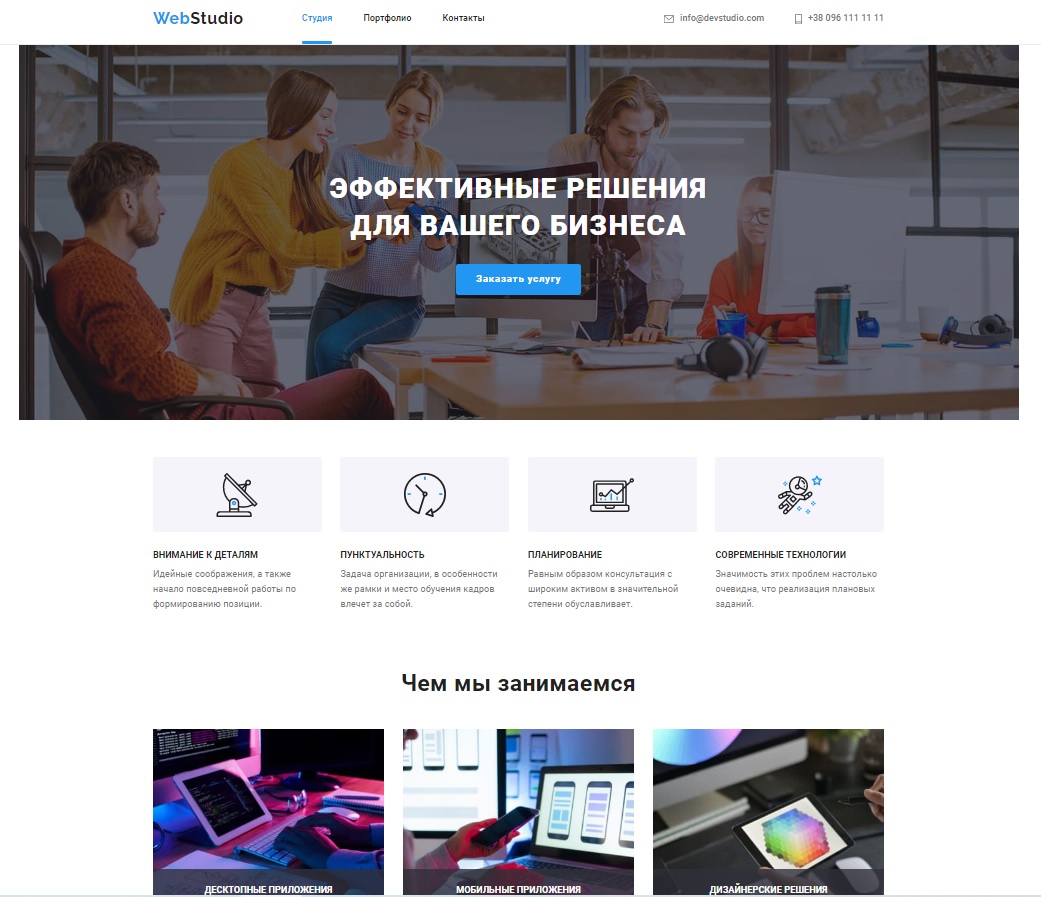 WebStudio
Студия
Портфолио
Контакты
info@devstudio.com
+38 096 111 11 11
ЭФФЕКТИВНЫЕ РЕШЕНИЯ
ДЛЯ ВАШЕГО БИЗНЕСА
Заказать услугу
ВНИМАНИЕ К ДЕТАЛЯМ
Идейные соображения, а также
начало повседневной работы по
формированию позиции.
ПУНКТУАЛЬНОСТЬ
Задача организации, в особенности
же рамки и место обучения кадров
влечет за собой.
ПЛАНИРОВАНИЕ
Равным образом консультация с
широким активом в значительной
степени обуславливает.
СОВРЕМЕННЫЕ ТЕХНОЛОГИИ
Значимость этих проблем настолько
очевидна, что реализация плановых
заданий.
Чем мы занимаемся
ДЕСКТОПНЫЕ ПРИЛОЖЕНИЯ
МОБИЛЬНЫЕ ПРИЛОЖЕНИЯ
ДИЗАЙНЕРСКИЕ РЕШЕНИЯ